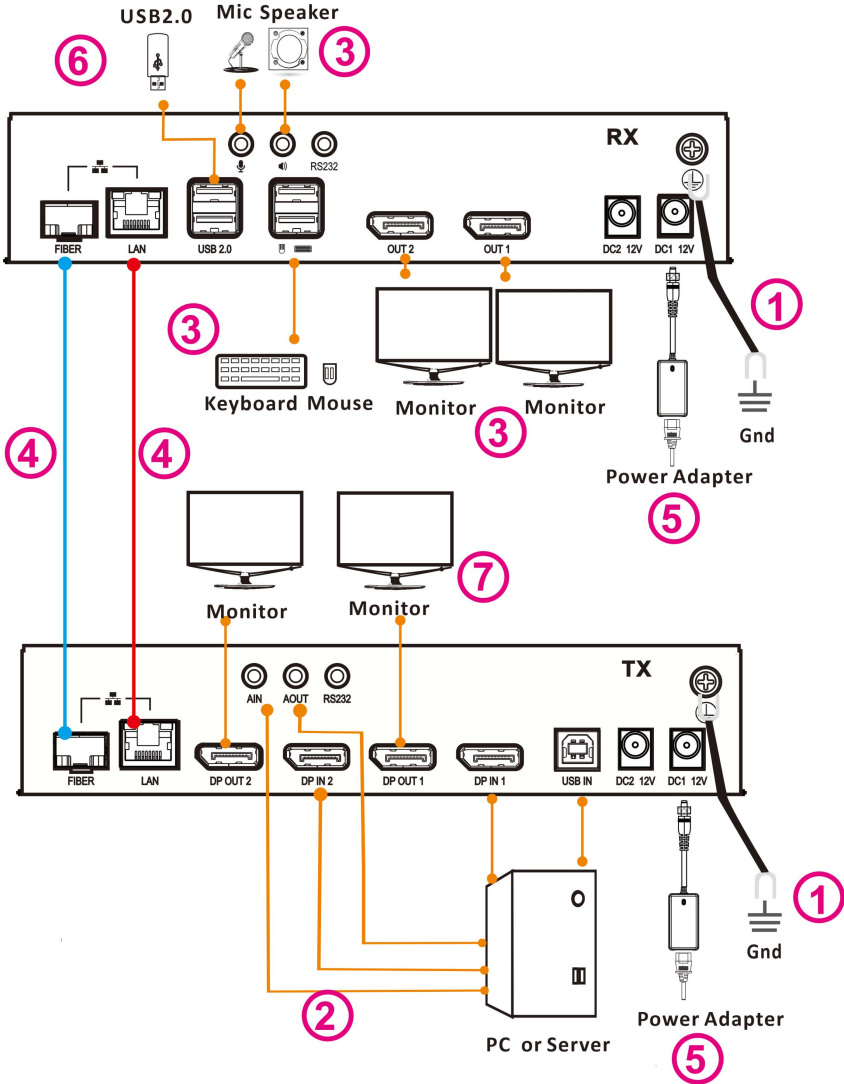 USB2.0
Mic Speaker
6
3
RX
RS232
FIBER
LAN
USB 2.0
OUT 2
OUT 1
DC2 12V
DC1 12V
1
3
Keyboard Mouse
Monitor
Monitor
3
Gnd
4
4
Power Adapter
5
7
Monitor
Monitor
TX
AIN
AOUT
RS232
FIBER
LAN
DP OUT 2
DP IN 2
DP OUT 1
DP IN 1
USB IN
DC2 12V
DC1 12V
1
Gnd
2
PC or Server
Power Adapter
5